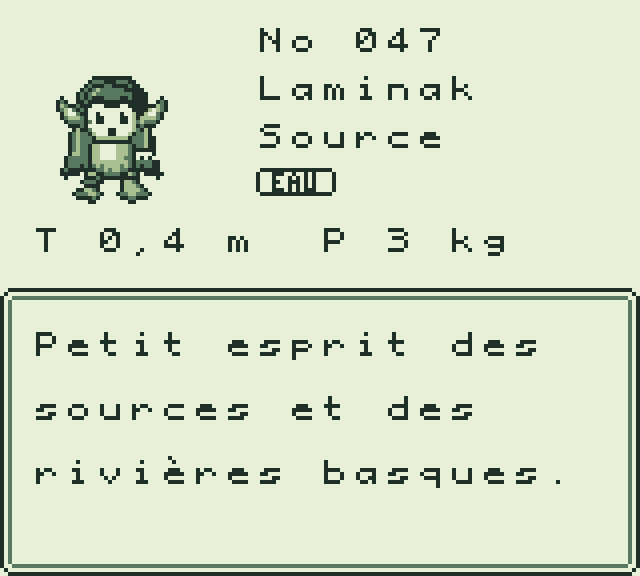 No 047
Laminak
Source
EAU
T 0,4 m P 3 kg
Petit esprit des
sources et des
rivières basques.